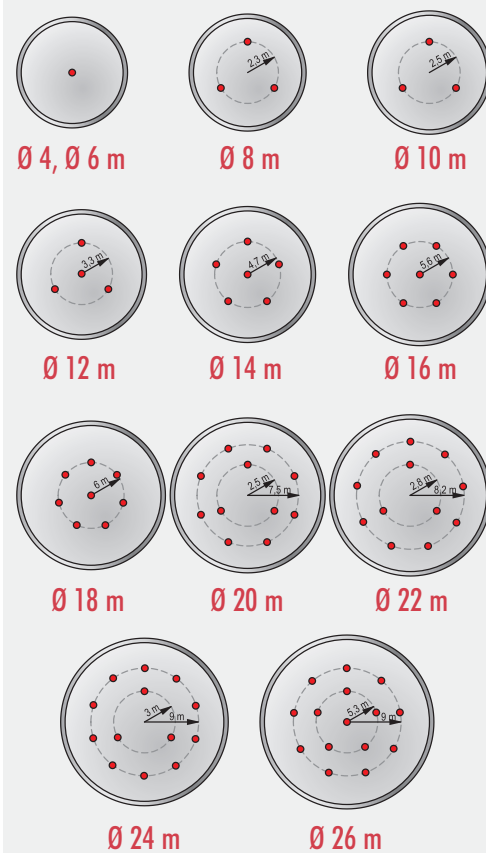 2,3 m
2,5 m
Ø 4, Ø 6 m
Ø 8 m
Ø 10 m
3,3 m
4,7 m
5,6 m
Ø 12 m
Ø 14 m
Ø 16 m
6 m
2,5 m
7,5 m
2,8 m
8,2 m
Ø 18 m
Ø 20 m
Ø 22 m
3 m
9 m
5,3 m
9 m
Ø 24 m
Ø 26 m